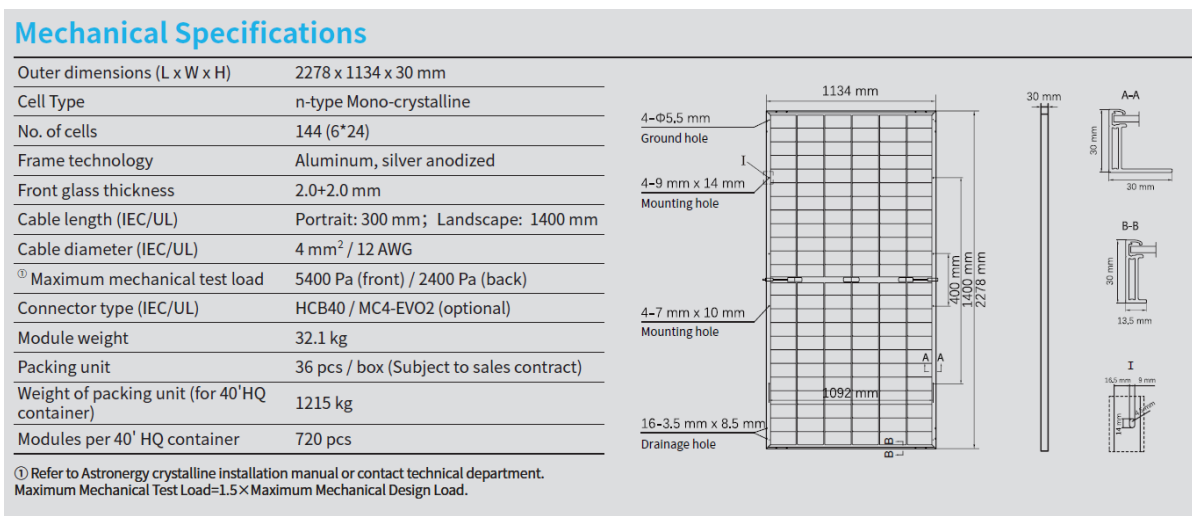 Mechanical Specifications
Outer dimensions (L x W x H) 2278 x 1134 x 30 mm
Cell Type n-type Mono-crystalline
No. of cells 144 (6*24)
Frame technology Aluminum, silver anodized
Front glass thickness 2.0+2.0 mm
Cable length (IEC/UL) Portrait: 300 mm; Landscape: 1400 mm
Cable diameter (IEC/UL) 4 mm² / 12 AWG
① Maximum mechanical test load 5400 Pa (front) / 2400 Pa (back)
Connector type (IEC/UL) HCB40 / MC4-EVO2 (optional)
Module weight 32.1 kg
Packing unit 36 pcs / box (Subject to sales contract)
Weight of packing unit (for 40'HQ
container) 1215 kg
Modules per 40' HQ container 720 pcs
① Refer to Astronergy crystalline installation manual or contact technical department.
Maximum Mechanical Test Load=1.5×Maximum Mechanical Design Load.
1134 mm
4-Φ5.5 mm
Ground hole
I
4-9 mm x 14 mm
Mounting hole
4-7 mm x 10 mm
Mounting hole
16-3.5 mm x 8.5 mm
Drainage hole
400 mm
1400 mm
2278 mm
A A
1092 mm
B
B
30 mm
A-A
30 mm
30 mm
B-B
30 mm
13,5 mm
I
16,5 mm 9 mm
14 mm